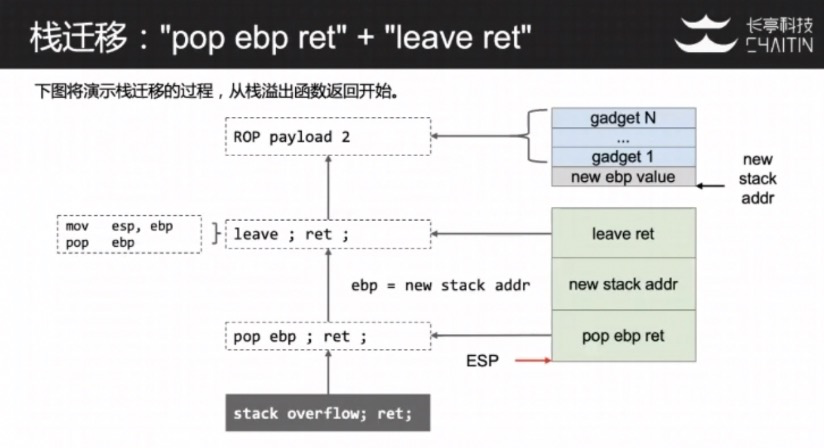 栈迁移："pop ebp ret" + "leave ret"
长亭科技
CHAITIN
下图将演示栈迁移的过程，从栈溢出函数返回开始。
ROP payload 2
gadget N
...
gadget 1
new ebp value
new
stack
addr
mov esp, ebp
pop ebp
leave ; ret ;
leave ret
ebp = new stack addr
new stack addr
pop ebp ; ret ;
pop ebp ret
ESP
stack overflow; ret;